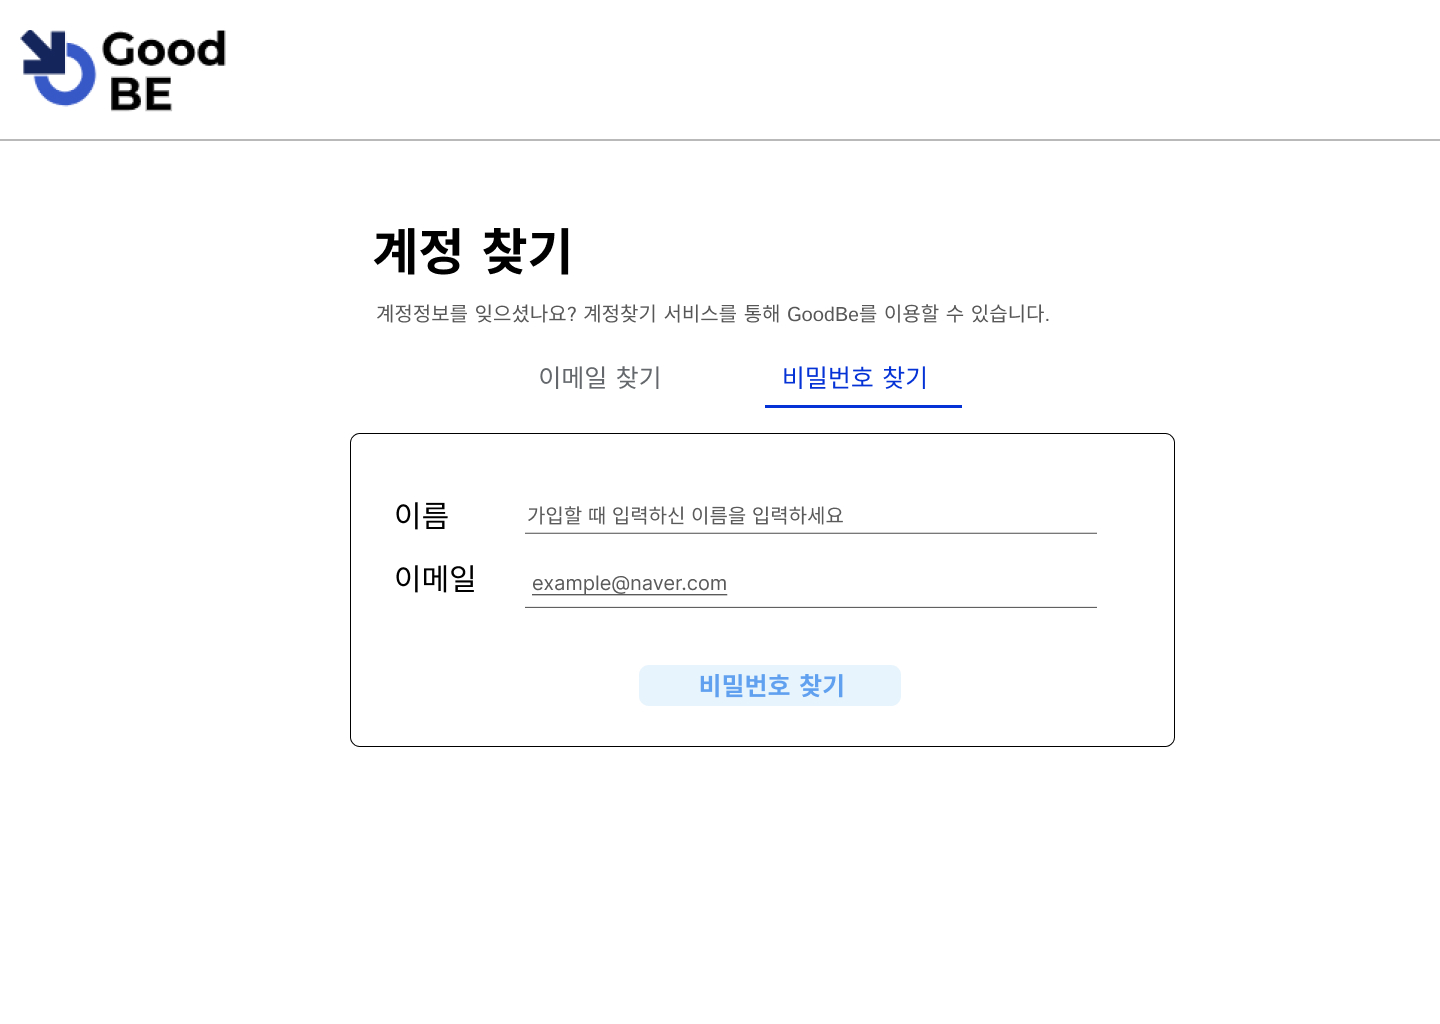 Good
BE
계정 찾기
계정정보를 잊으셨나요? 계정찾기 서비스를 통해 GoodBe를 이용할 수 있습니다.
이메일 찾기
비밀번호 찾기
이름
가입할 때 입력하신 이름을 입력하세요
이메일
example@naver.com
비밀번호 찾기